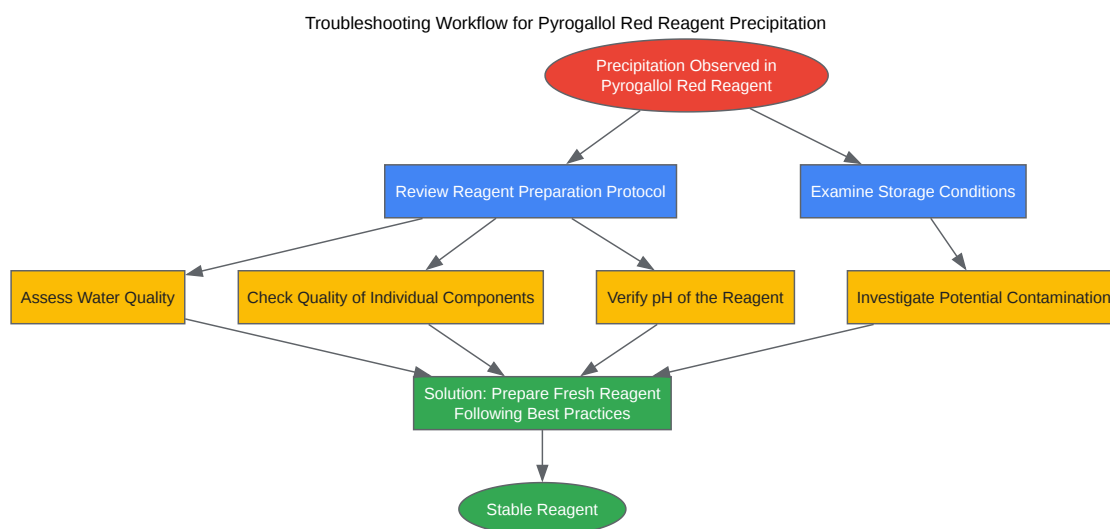 Troubleshooting Workflow for Pyrogallol Red Reagent Precipitation
Precipitation Observed in
Pyrogallol Red Reagent
Review Reagent Preparation Protocol
Examine Storage Conditions
Assess Water Quality
Check Quality of Individual Components
Verify pH of the Reagent
Investigate Potential Contamination
Solution: Prepare Fresh Reagent
Following Best Practices
Stable Reagent